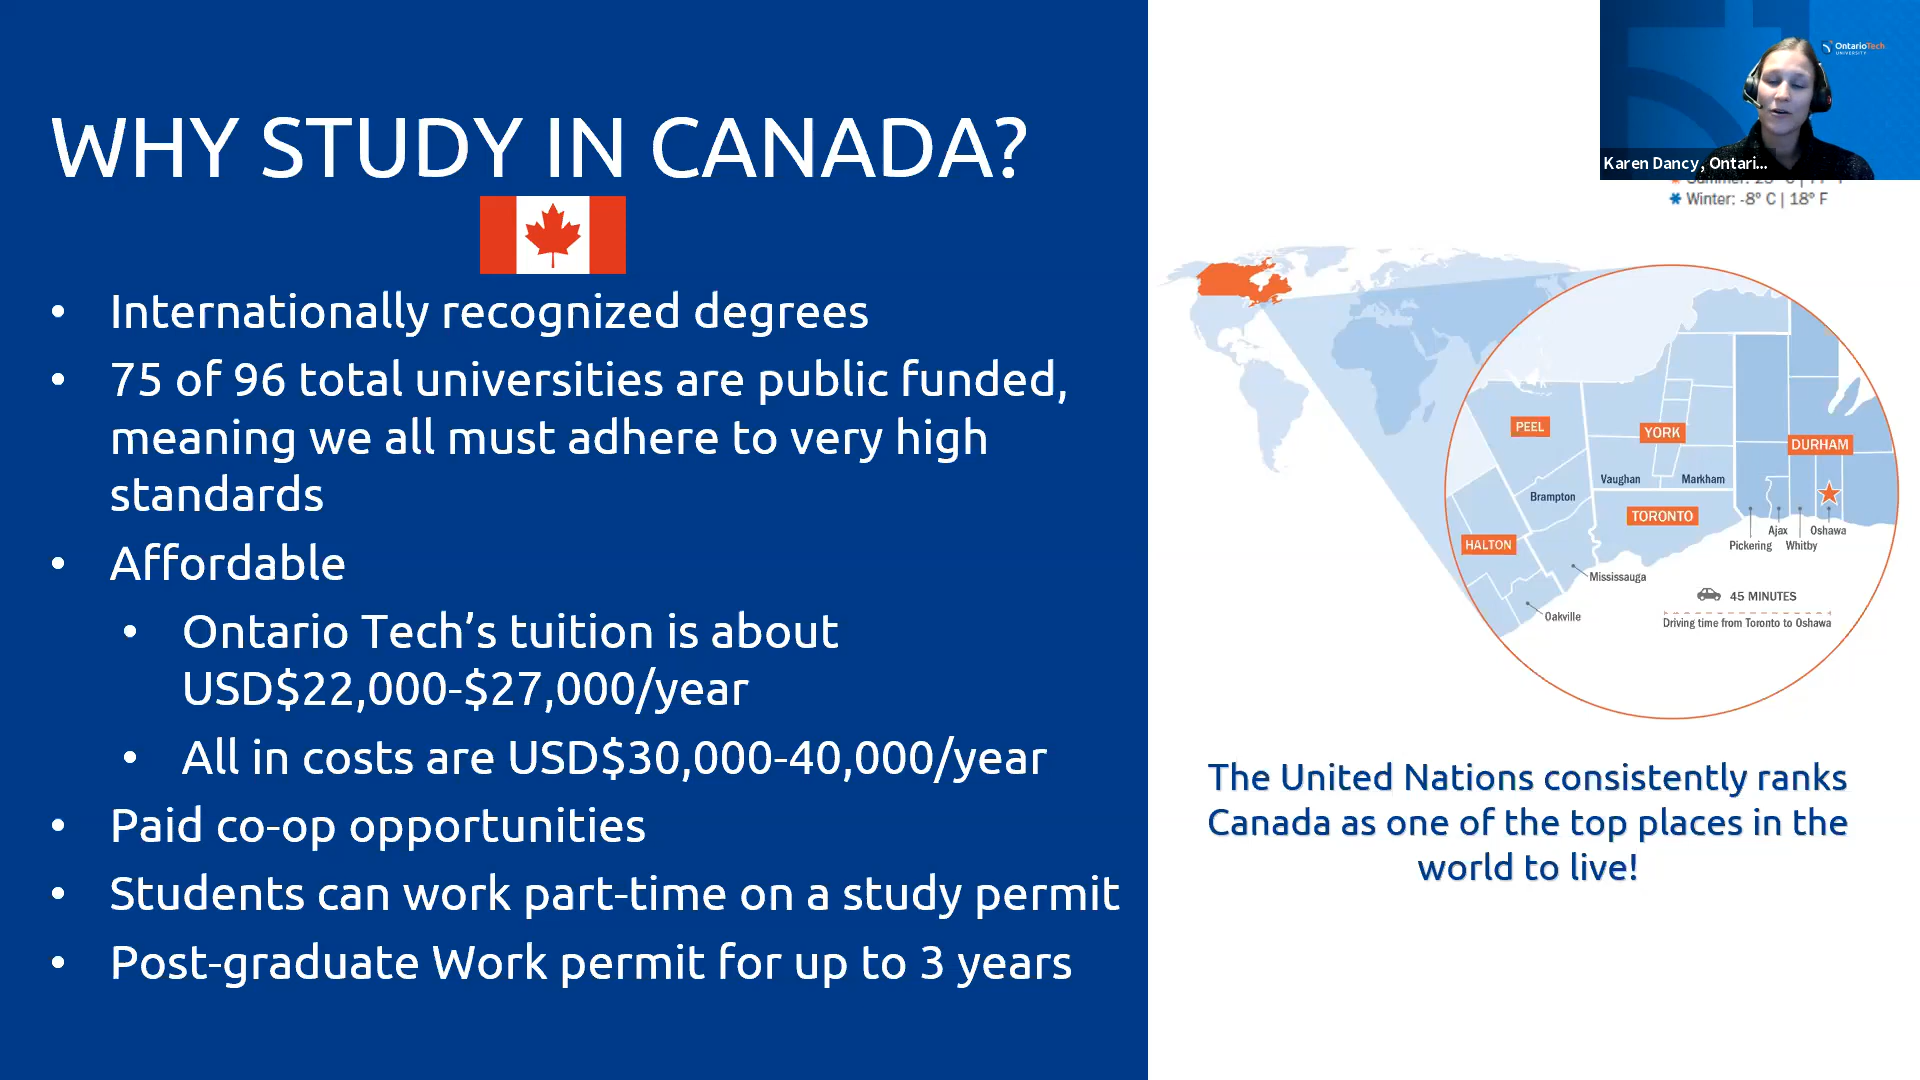 WHY STUDY IN CANADA?
• Internationally recognized degrees
• 75 of 96 total universities are public funded,
meaning we all must adhere to very high
standards
• Affordable
• Ontario Tech’s tuition is about
USD$22,000-$27,000/year
• All in costs are USD$30,000-40,000/year
• Paid co-op opportunities
• Students can work part-time on a study permit
• Post-graduate Work permit for up to 3 years
OntarioTech
UNIVERSITY
Karen Dancy, Ontari...
Winter: -8° C | 18° F
PEEL
YORK
DURHAM
Vaughan
Markham
Brampton
TORONTO
HALTON
Ajax
Oshawa
Pickering
Whitby
Mississauga
Oakville
45 MINUTES
Driving time from Toronto to Oshawa
The United Nations consistently ranks
Canada as one of the top places in the
world to live!